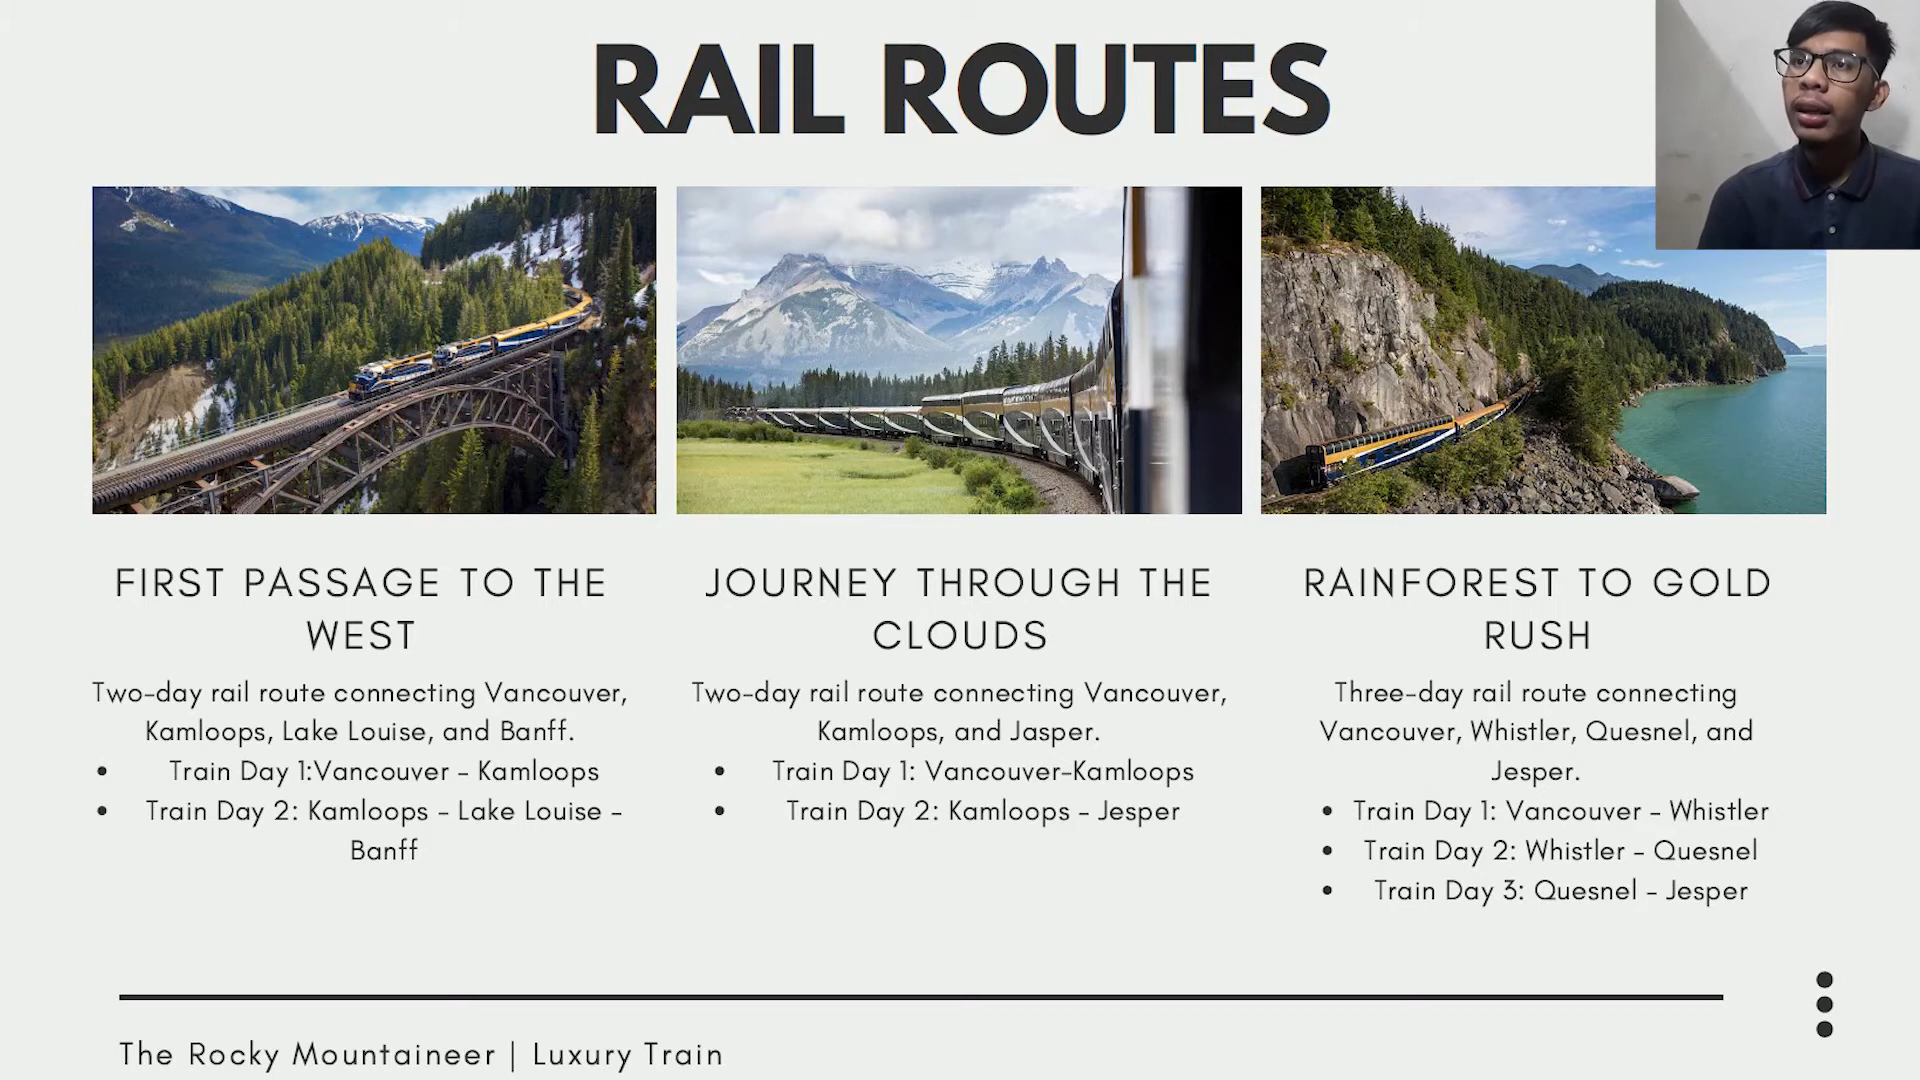 RAIL ROUTES
FIRST PASSAGE TO THE
WEST
Two-day rail route connecting Vancouver,
Kamloops, Lake Louise, and Banff.
• Train Day 1:Vancouver - Kamloops
• Train Day 2: Kamloops - Lake Louise -
Banff
JOURNEY THROUGH THE
CLOUDS
Two-day rail route connecting Vancouver,
Kamloops, and Jasper.
• Train Day 1: Vancouver-Kamloops
• Train Day 2: Kamloops - Jesper
RAINFOREST TO GOLD
RUSH
Three-day rail route connecting
Vancouver, Whistler, Quesnel, and
Jesper.
• Train Day 1: Vancouver - Whistler
• Train Day 2: Whistler - Quesnel
• Train Day 3: Quesnel - Jesper
The Rocky Mountaineer | Luxury Train